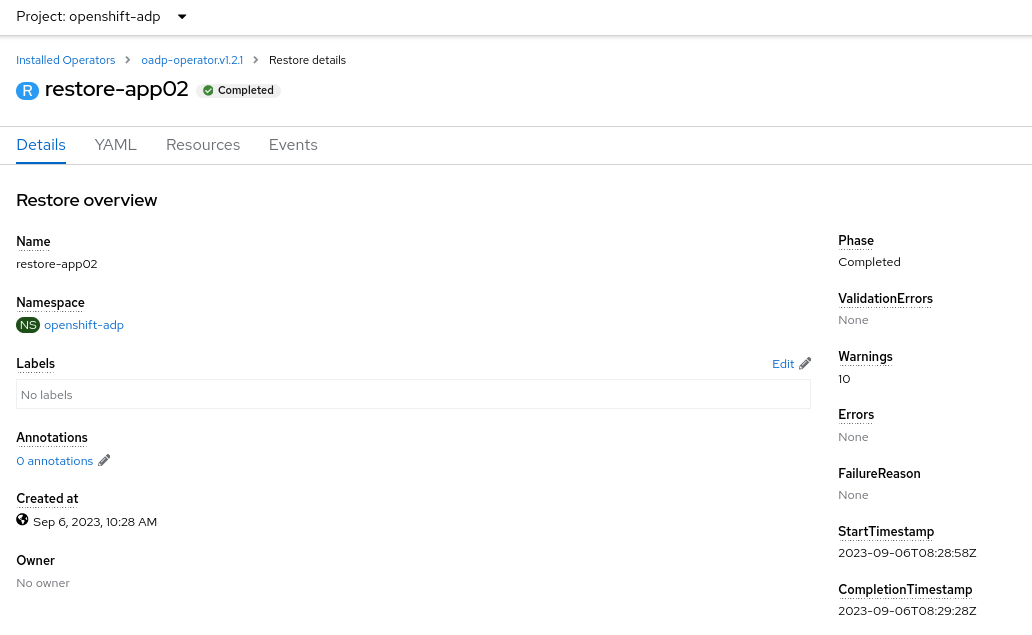 Project: openshift-adp
Installed Operators > oadp-operator.v1.2.1 > Restore details
R restore-app02 Completed
Details YAML Resources Events
Restore overview
Name
restore-app02
Namespace
NS openshift-adp
Labels Edit
No labels
Annotations
0 annotations
Created at
Sep 6, 2023, 10:28 AM
Owner
No owner
Phase
Completed
ValidationErrors
None
Warnings
10
Errors
None
FailureReason
None
StartTimestamp
2023-09-06T08:28:58Z
CompletionTimestamp
2023-09-06T08:29:28Z